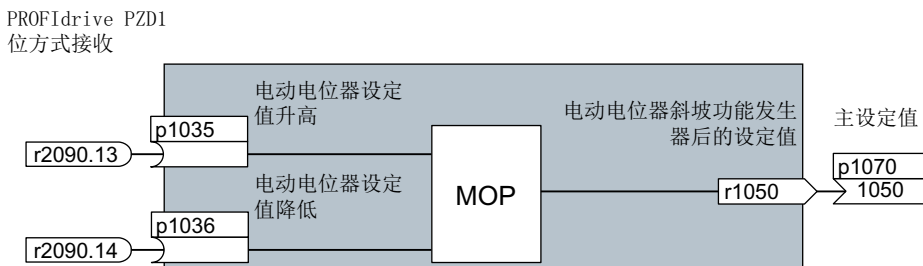 PROFIdrive PZD1
位方式接收
电动电位器设定
值升高
p1035
r2090.13
电动电位器设定
值降低
p1036
r2090.14
MOP
电动电位器斜坡功能发生
器后的设定值
r1050
主设定值
p1070
1050